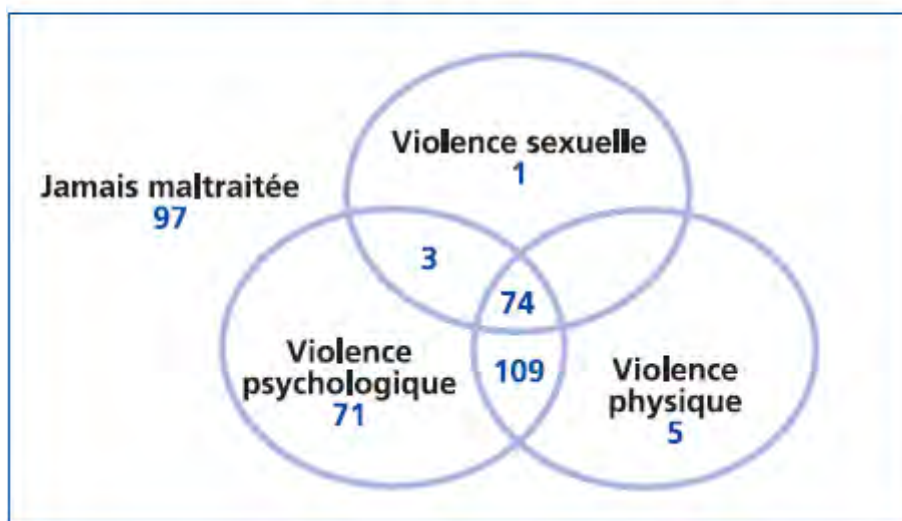 Violence sexuelle
1
Jamais maltraitée
97
3
74
Violence
psychologique
71
109
Violence
physique
5